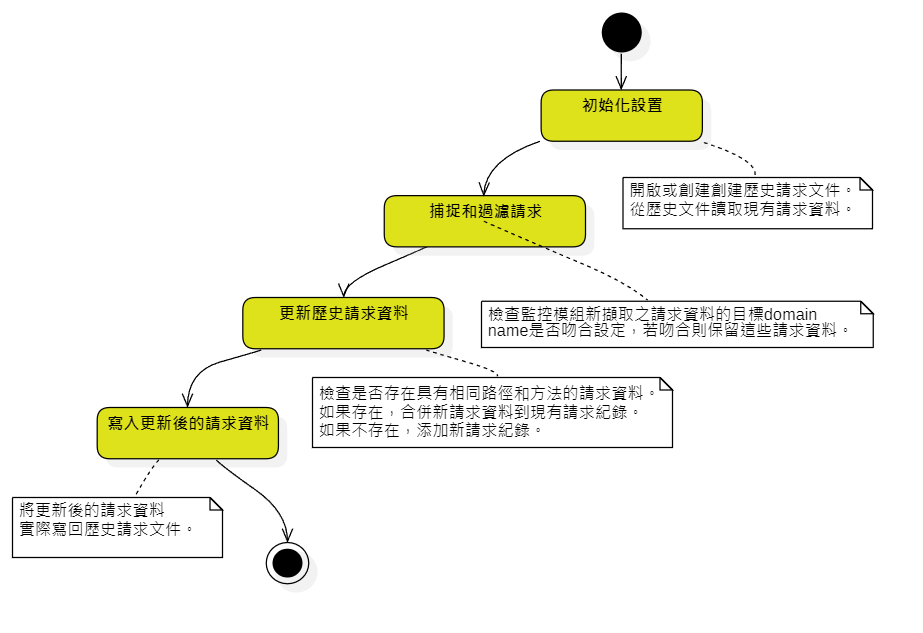 初始化設置
開啟或創建創建歷史請求文件。
從歷史文件讀取現有請求資料。
捕捉和過濾請求
檢查監控模組新擷取之請求資料的目標domain
name是否吻合設定，若吻合則保留這些請求資料。
更新歷史請求資料
檢查是否存在具有相同路徑和方法的請求資料。
如果存在，合併新請求資料到現有請求紀錄。
如果不存在，添加新請求紀錄。
寫入更新後的請求資料
將更新後的請求資料
實際寫回歷史請求文件。